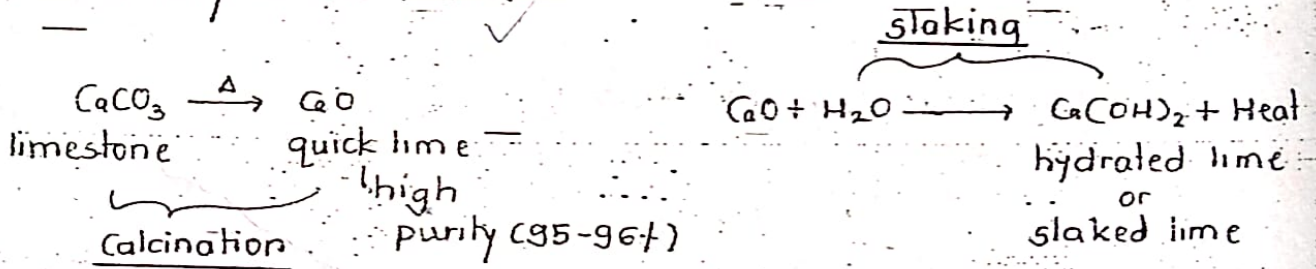 slaking
CaCO₃ —Δ→ CaO
limestone quick lime
high
purity (95-96%)
Calcination
CaO + H₂O → Ca(OH)₂ + Heat
hydrated lime
or
slaked lime